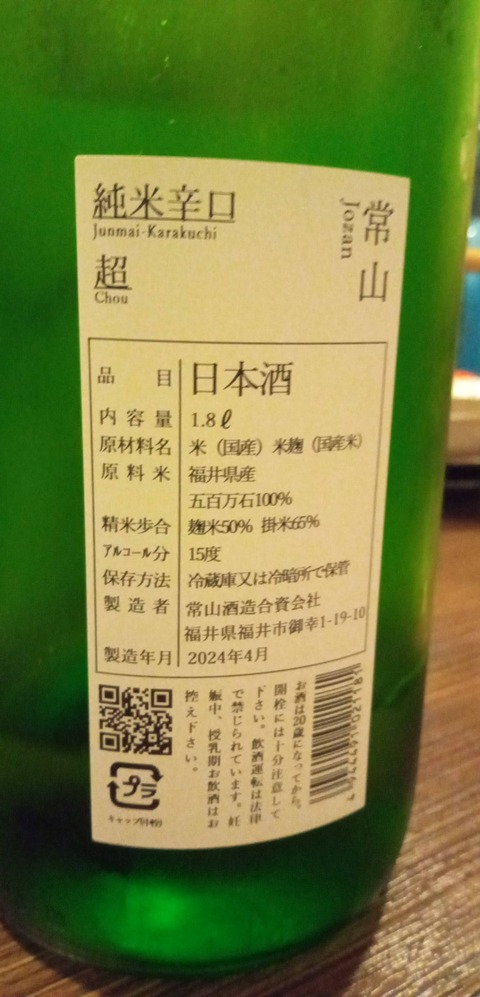 純米辛口
Junmai-Karakuchi
超
Chou
常山
Jozan
品目 日本酒
内容量 1.8ℓ
原材料名 米（国産）米麹（国産米）
原料米 福井県産
五百万石100%
精米歩合 麹米50% 掛米65%
アルコール分 15度
保存方法 冷蔵庫又は冷暗所で保管
製造者 常山酒造合資会社
福井県福井市御幸1-19-10
製造年月 2024年4月
お酒は20歳になってから。
開栓には十分注意して
下さい。飲酒運転は法律
で禁じられています。妊
娠中、授乳期お飲酒はお
控え下さい。
プラ